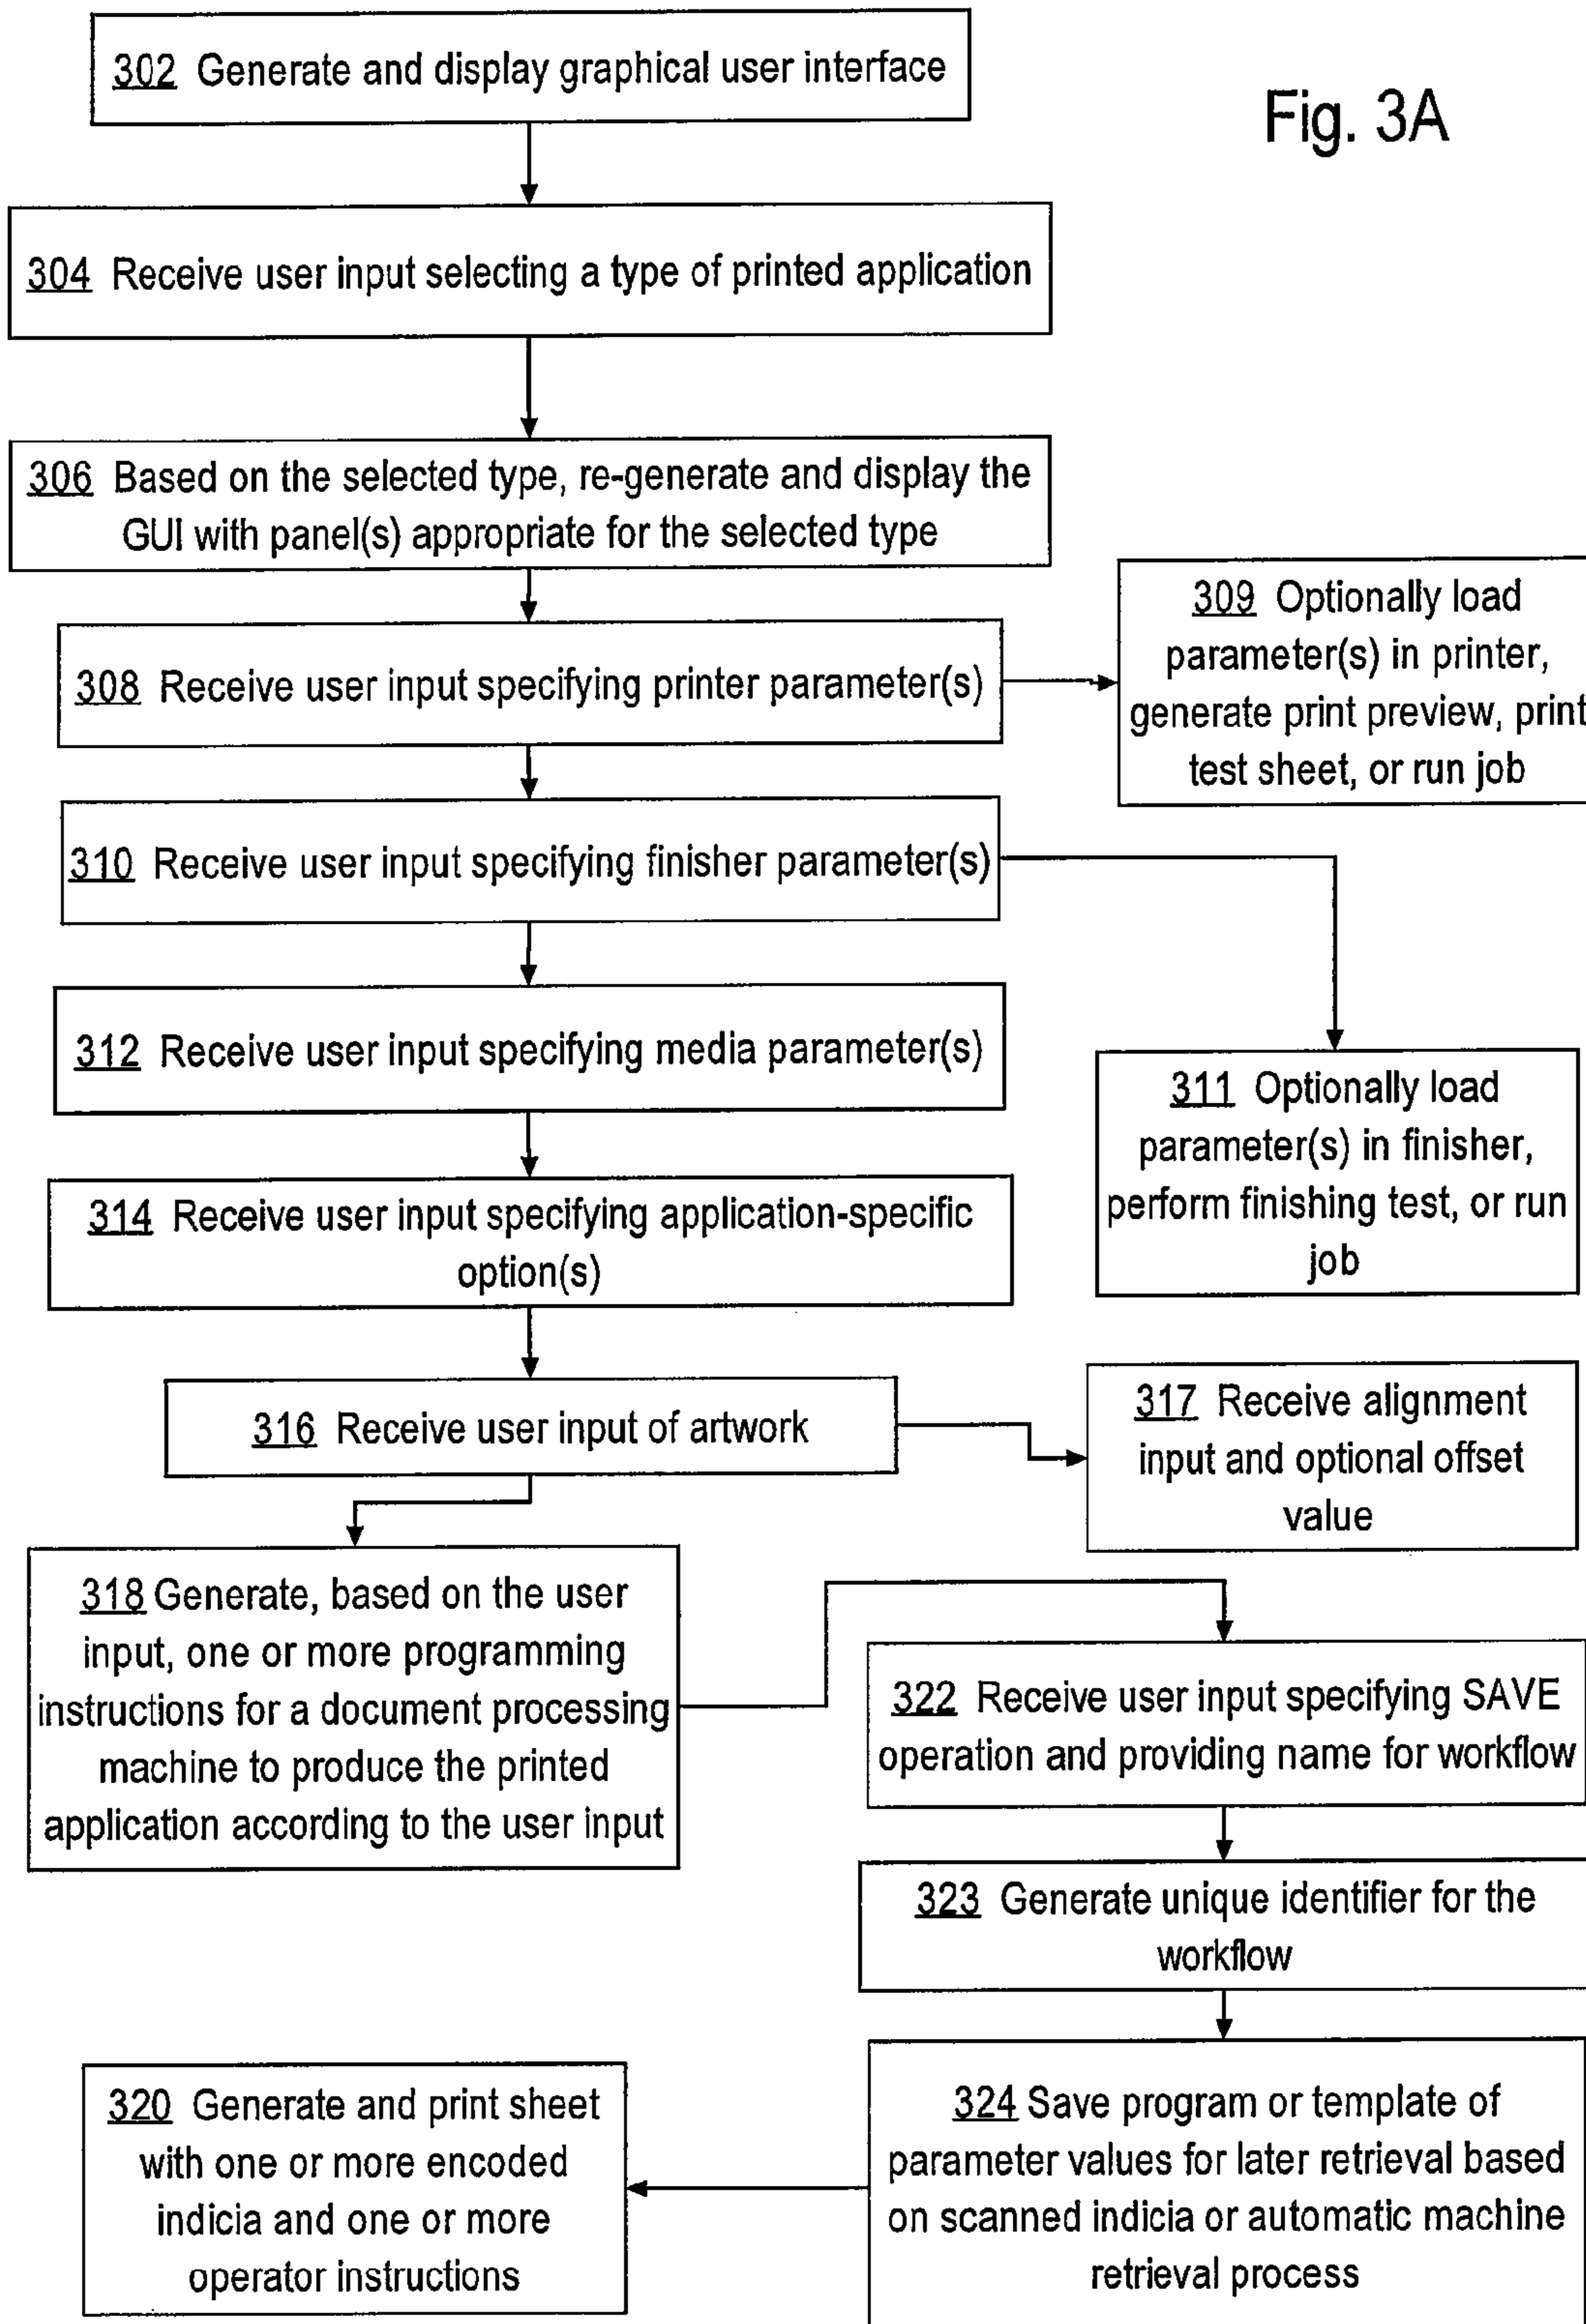 302 Generate and display graphical user interface
Fig. 3A
304 Receive user input selecting a type of printed application
306 Based on the selected type, re-generate and display the
GUI with panel(s) appropriate for the selected type
308 Receive user input specifying printer parameter(s)
309 Optionally load
parameter(s) in printer,
generate print preview, print
test sheet, or run job
310 Receive user input specifying finisher parameter(s)
311 Optionally load
parameter(s) in finisher,
perform finishing test, or run
job
312 Receive user input specifying media parameter(s)
314 Receive user input specifying application-specific
option(s)
316 Receive user input of artwork
317 Receive alignment
input and optional offset
value
318 Generate, based on the user
input, one or more programming
instructions for a document processing
machine to produce the printed
application according to the user input
322 Receive user input specifying SAVE
operation and providing name for workflow
323 Generate unique identifier for the
workflow
324 Save program or template of
parameter values for later retrieval based
on scanned indicia or automatic machine
retrieval process
320 Generate and print sheet
with one or more encoded
indicia and one or more
operator instructions